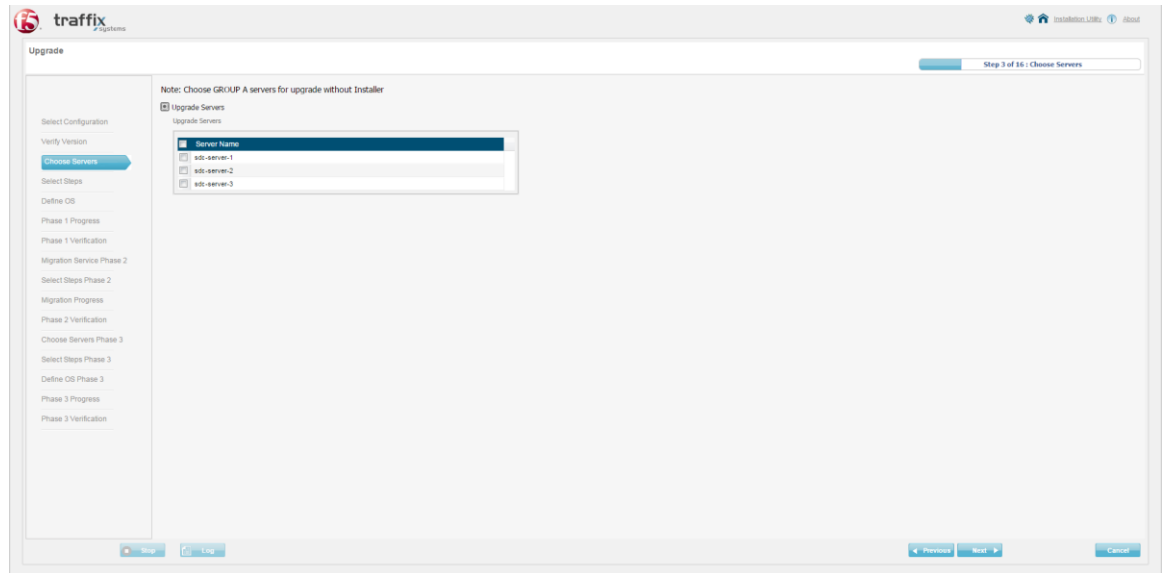 f5 traffix systems
Installation Utility About
Upgrade
Step 3 of 16 : Choose Servers
Note: Choose GROUP A servers for upgrade without Installer
Upgrade Servers
Upgrade Servers
Server Name
sdc-server-1
sdc-server-2
sdc-server-3
Select Configuration
Verify Version
Choose Servers
Select Steps
Define OS
Phase 1 Progress
Phase 1 Verification
Migration Service Phase 2
Select Steps Phase 2
Migration Progress
Phase 2 Verification
Choose Servers Phase 3
Select Steps Phase 3
Define OS Phase 3
Phase 3 Progress
Phase 3 Verification
Stop Log Previous Next Cancel